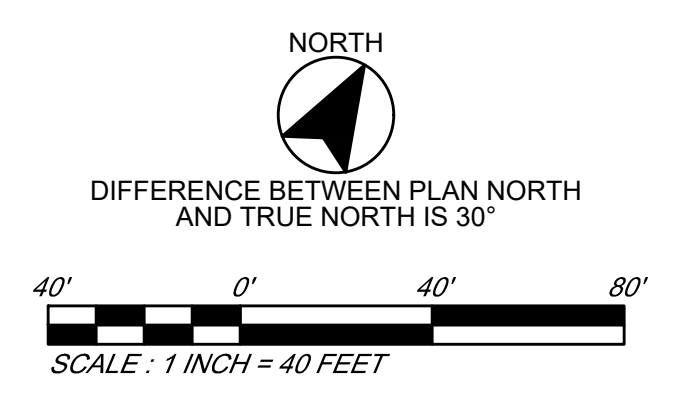 NORTH
DIFFERENCE BETWEEN PLAN NORTH
AND TRUE NORTH IS 30°
40' 0' 40' 80'
SCALE : 1 INCH = 40 FEET